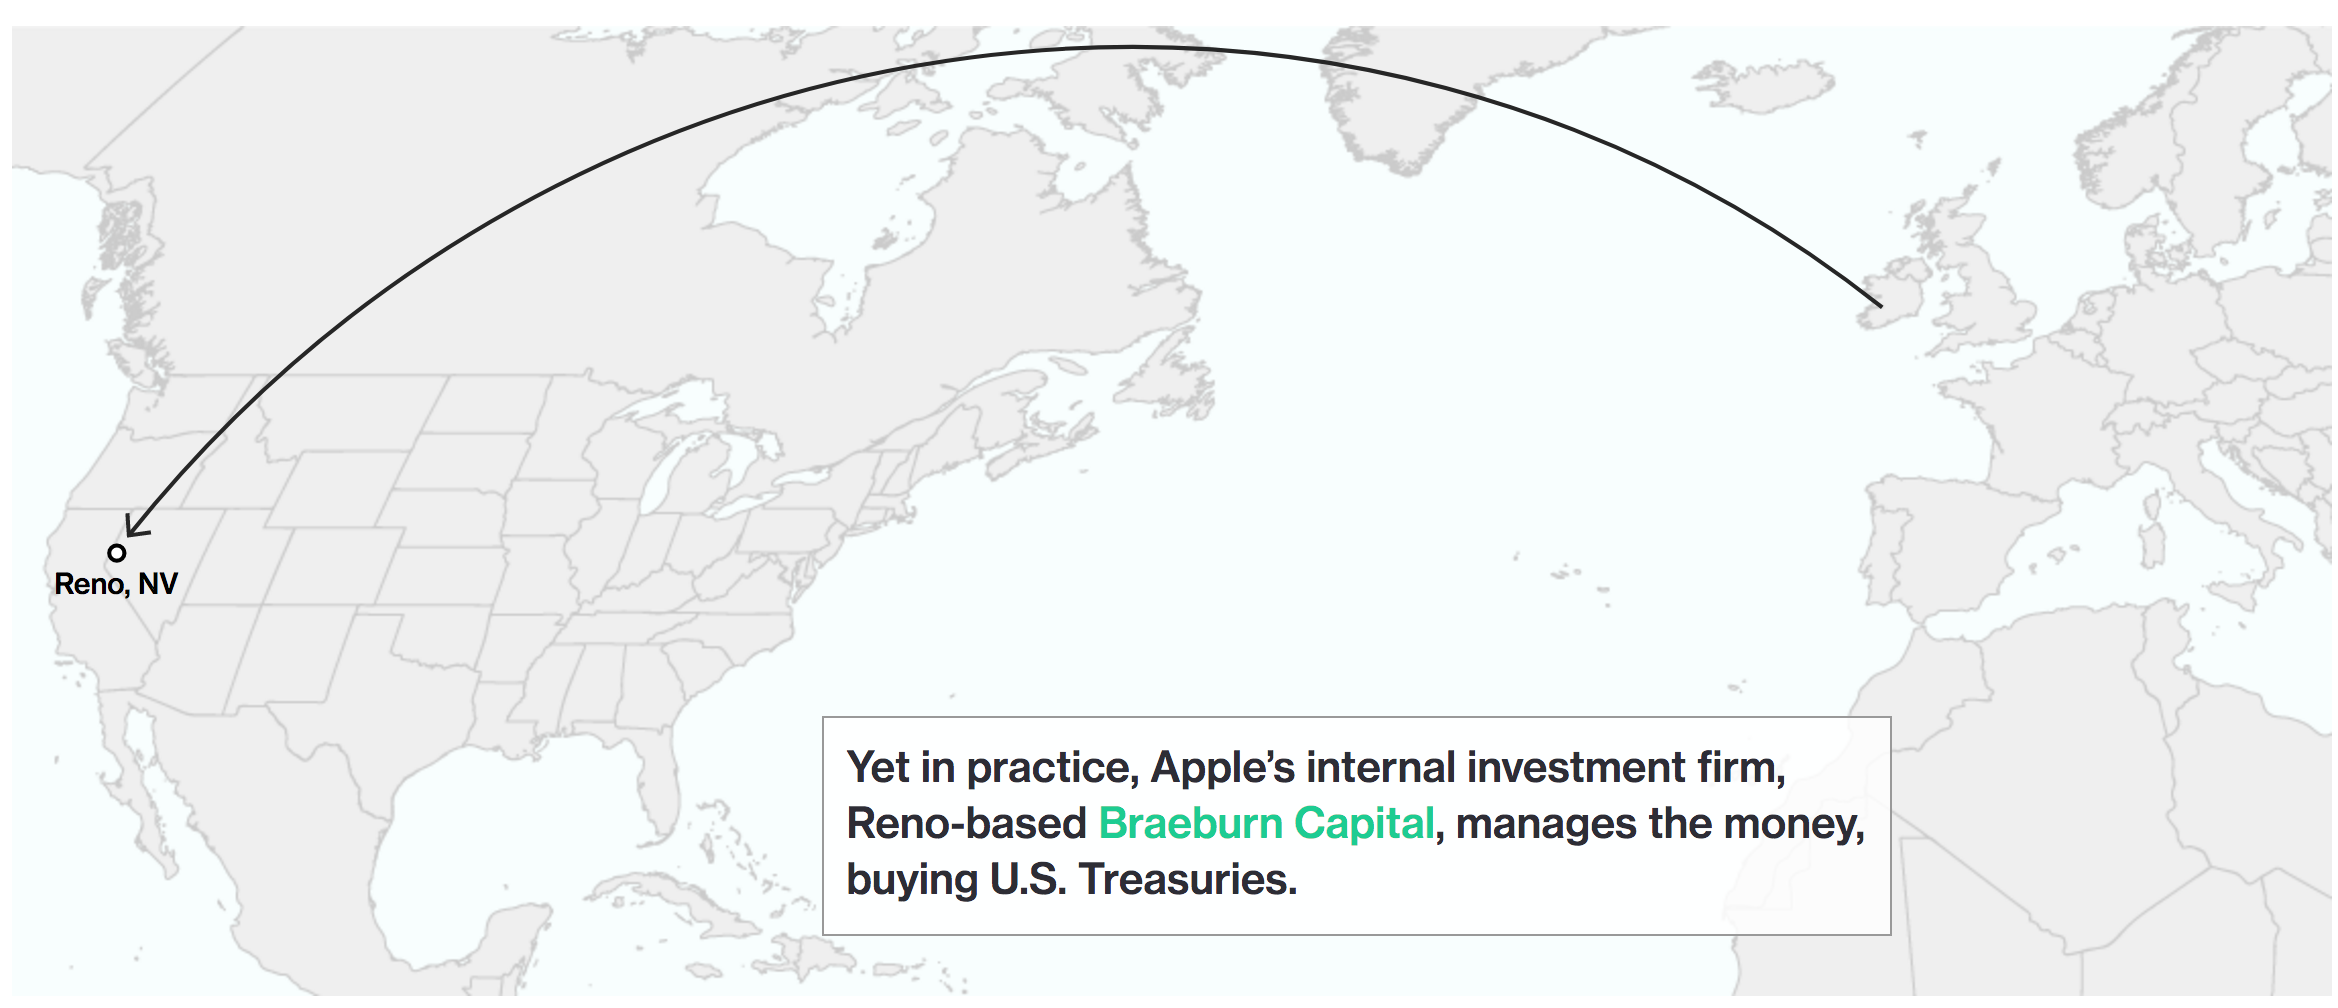 Reno, NV
Yet in practice, Apple’s internal investment firm,
Reno-based Braeburn Capital, manages the money,
buying U.S. Treasuries.